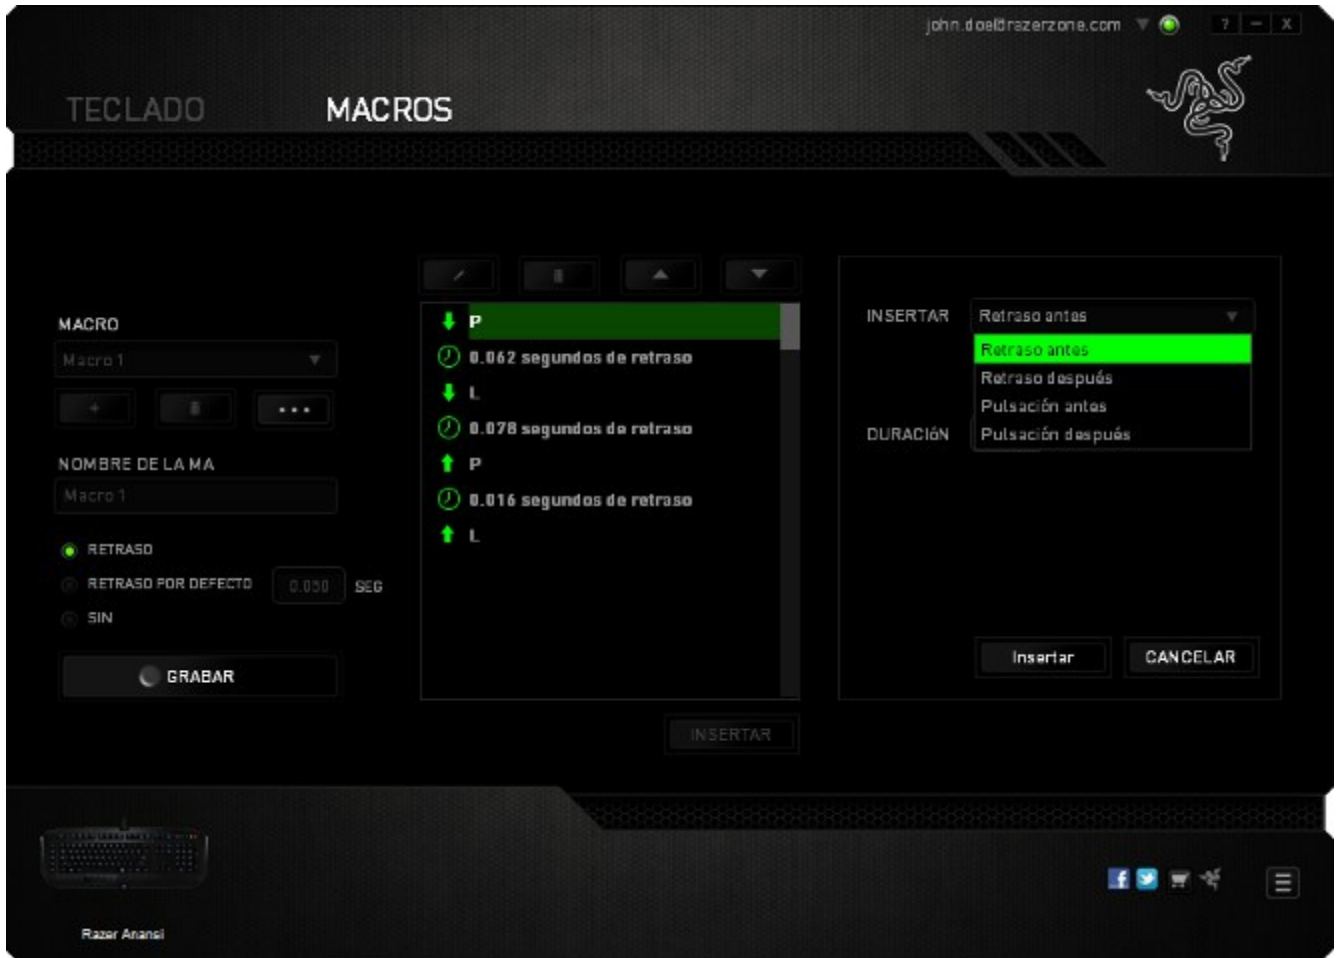 john.doe@razerzone.com
? – X
TECLADO MACROS
MACRO
Macro 1
+
...
NOMBRE DE LA MA
Macro 1
RETRASO
RETRASO POR DEFECTO 0.050 SEG
SIN
GRABAR
P
0.062 segundos de retraso
L
0.078 segundos de retraso
P
0.016 segundos de retraso
L
INSERTAR
INSERTAR Retraso antes
Retraso antes
Retraso después
Pulsación antes
Pulsación después
DURACIóN
Insertar CANCELAR
Razer Anansi